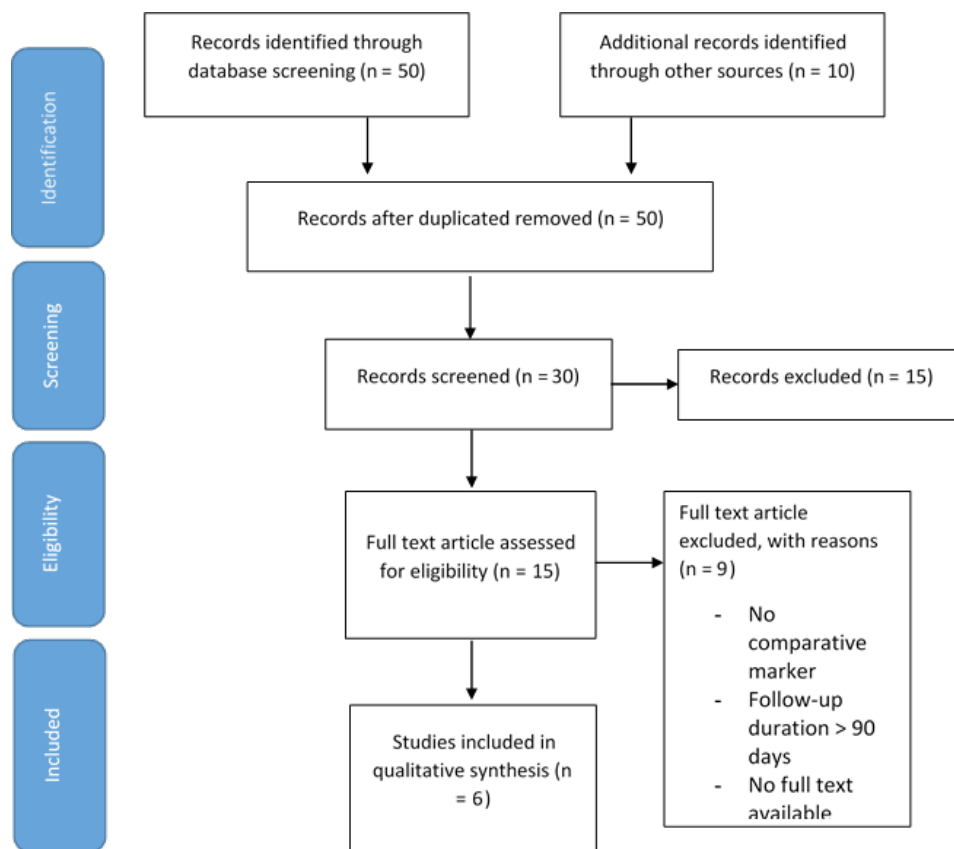 Identification
Records identified through
database screening (n = 50)
Additional records identified
through other sources (n = 10)
Records after duplicated removed (n = 50)
Screening
Records screened (n = 30)
Records excluded (n = 15)
Eligibility
Full text article assessed
for eligibility (n = 15)
Full text article
excluded, with reasons
(n = 9)
- No
comparative
marker
- Follow-up
duration > 90
days
- No full text
available
Included
Studies included in
qualitative synthesis (n
= 6)